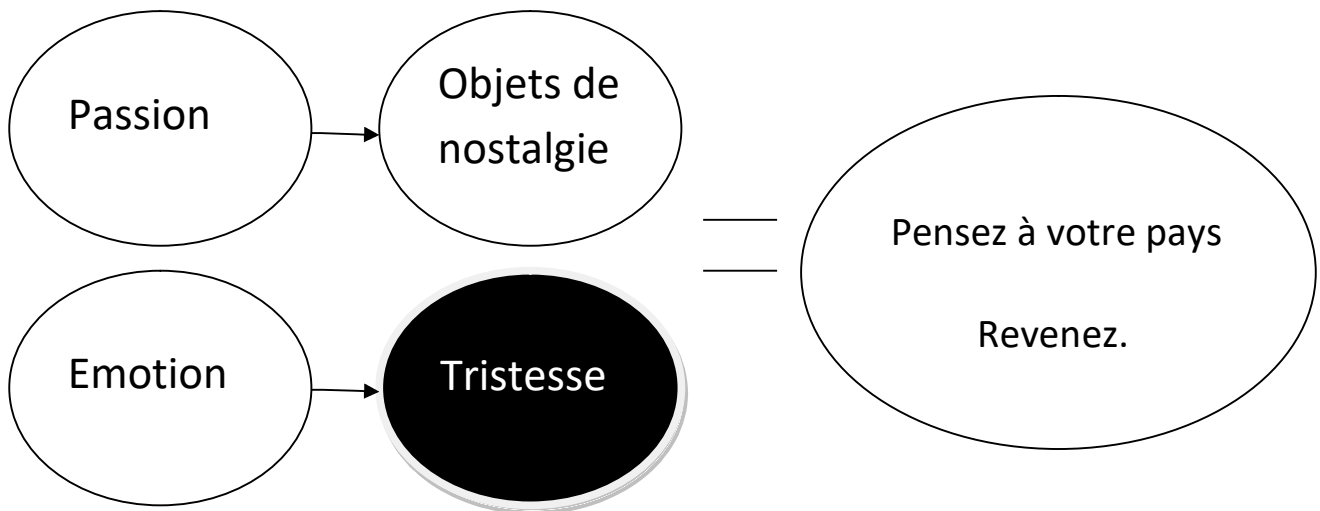 Passion
Objets de
nostalgie
Pensez à votre pays
Revenez.
Emotion
Tristesse